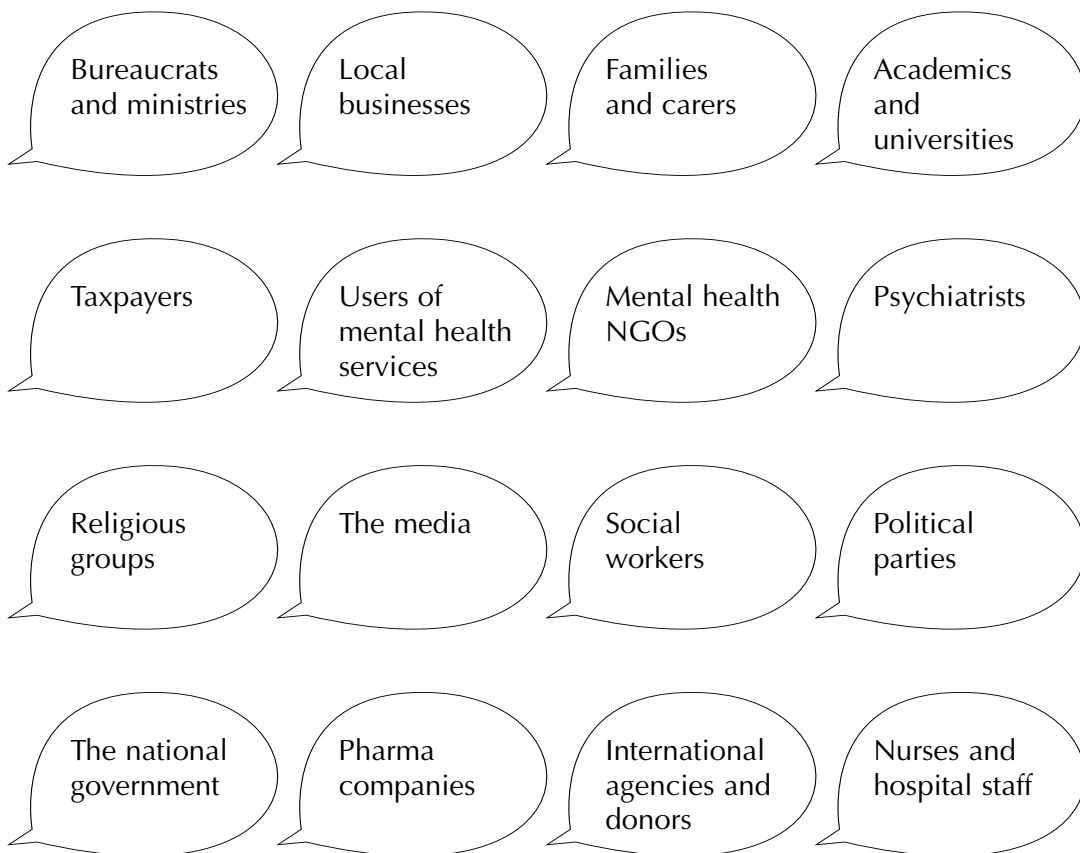 Bureaucrats
and ministries
Local
businesses
Families
and carers
Academics
and
universities
Taxpayers
Users of
mental health
services
Mental health
NGOs
Psychiatrists
Religious
groups
The media
Social
workers
Political
parties
The national
government
Pharma
companies
International
agencies and
donors
Nurses and
hospital staff